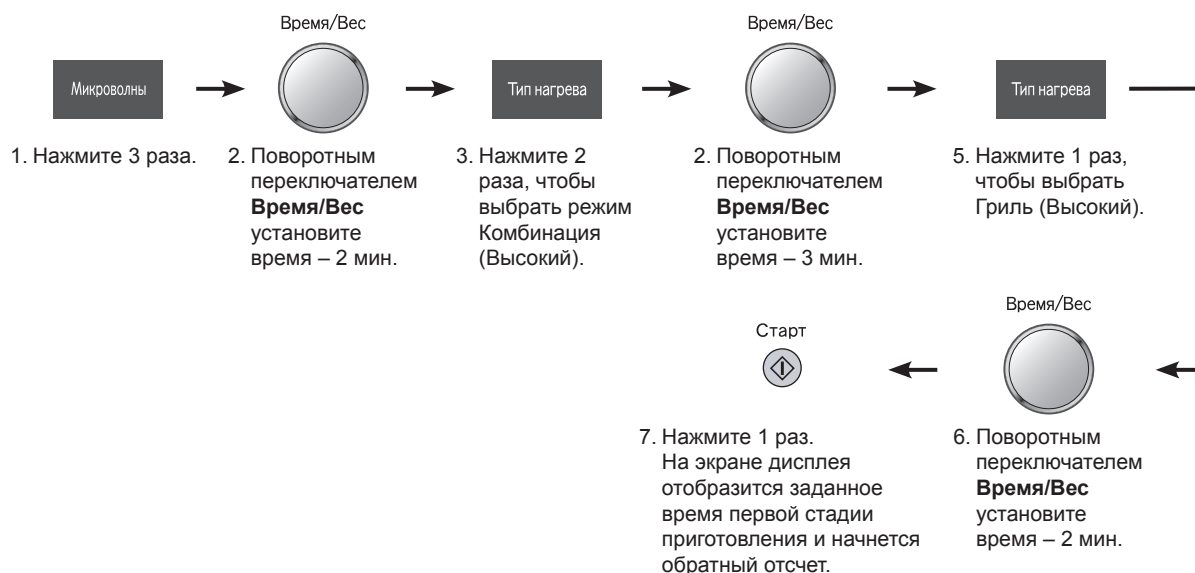 Время/Вес
Микроволны
1. Нажмите 3 раза.
2. Поворотным
переключателем
Время/Вес
установите
время – 2 мин.
Тип нагрева
3. Нажмите 2
раза, чтобы
выбрать режим
Комбинация
(Высокий).
Время/Вес
2. Поворотным
переключателем
Время/Вес
установите
время – 3 мин.
Тип нагрева
5. Нажмите 1 раз,
чтобы выбрать
Гриль (Высокий).
Время/Вес
6. Поворотным
переключателем
Время/Вес
установите
время – 2 мин.
Старт
7. Нажмите 1 раз.
На экране дисплея
отобразится заданное
время первой стадии
приготовления и начнется
обратный отсчет.